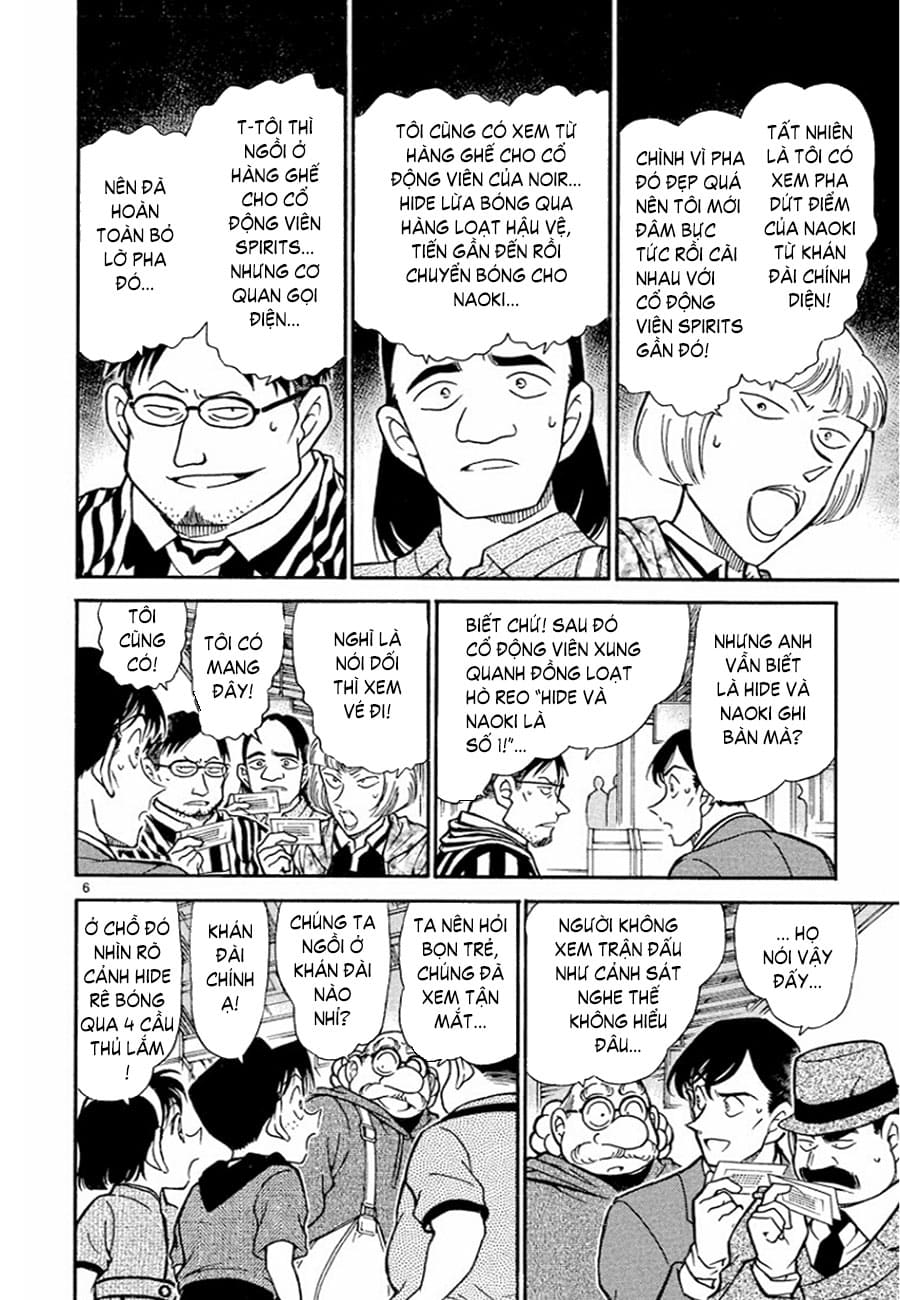 TẤT NHIÊN
LÀ TÔI CÓ
XEM PHA
DỨT ĐIỂM
CỦA NAOKI
TỪ KHÁN
ĐÀI CHÍNH
DIỆN!
CHÌNH VÌ PHA
ĐÓ ĐẸP QUÁ
NÊN TÔI MỚI
ĐÂM BỰC
TỨC RỒI CÀI
NHAU VỚI
CỔ ĐỘNG
VIÊN SPIRITS
GẦN ĐÓ!
TÔI CŨNG CÓ XEM TỪ
HÀNG GHẾ CHO CỔ
ĐỘNG VIÊN CỦA NOIR...
HIDE LỪA BÓNG QUA
HÀNG LOẠT HẬU VỆ,
TIẾN GẦN ĐẾN RỒI
CHUYỂN BÓNG CHO
NAOKI...
T-TÔI THÌ
NGỒI Ở
HÀNG GHẾ
CHO CỔ
ĐỘNG VIÊN
SPIRITS...
NHƯNG CƠ
QUAN GỌI
ĐIỆN...
NÊN ĐÀ
HOÀN
TOÀN BỎ
LỠ PHA
ĐÓ...
NHƯNG ANH
VẪN BIẾT
LÀ HIDE VÀ
NAOKI GHI
BÀN MÀ?
BIẾT CHỨ! SAU ĐÓ
CỔ ĐỘNG VIÊN XUNG
QUANH ĐỒNG LOẠT
HÒ REO "HIDE VÀ
NAOKI LÀ
SỐ 1!"...
NGHÌ LÀ
NÓI DỐI
THÌ XEM
VÉ ĐI!
TÔI CÓ
MANG
ĐÂY!
TÔI
CŨNG
CÓ!
6
... HỌ
NÓI VẬY
ĐẤY...
NGƯỜI KHÔNG
XEM TRẬN ĐẤU
NHƯ CẢNH SÁT
NGHE THẾ
KHÔNG HIỂU
ĐÂU...
TA NÊN HỎI
BỌN TRẺ,
CHÚNG ĐÀ
XEM TẬN
MẮT...
CHÚNG TA
NGỒI Ở
KHÁN ĐÀI
NÀO
NHỈ?
KHÁN
ĐÀI
CHÍNH
Ạ!
Ở CHỖ ĐÓ
NHÌN RÕ
CẢNH HIDE
RÊ BÓNG
QUA 4 CẦU
THỦ LẮM
!